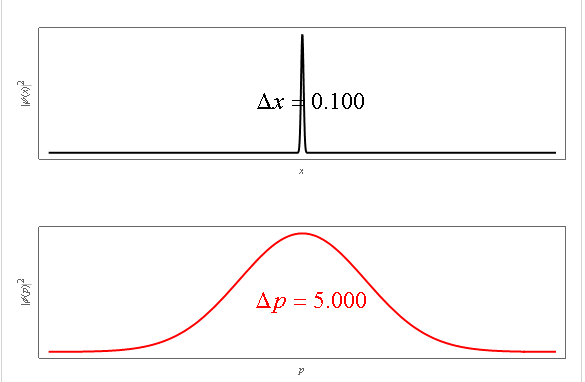 |ψ(x)|²
Δx = 0.100
x
|φ(p)|²
Δp = 5.000
p